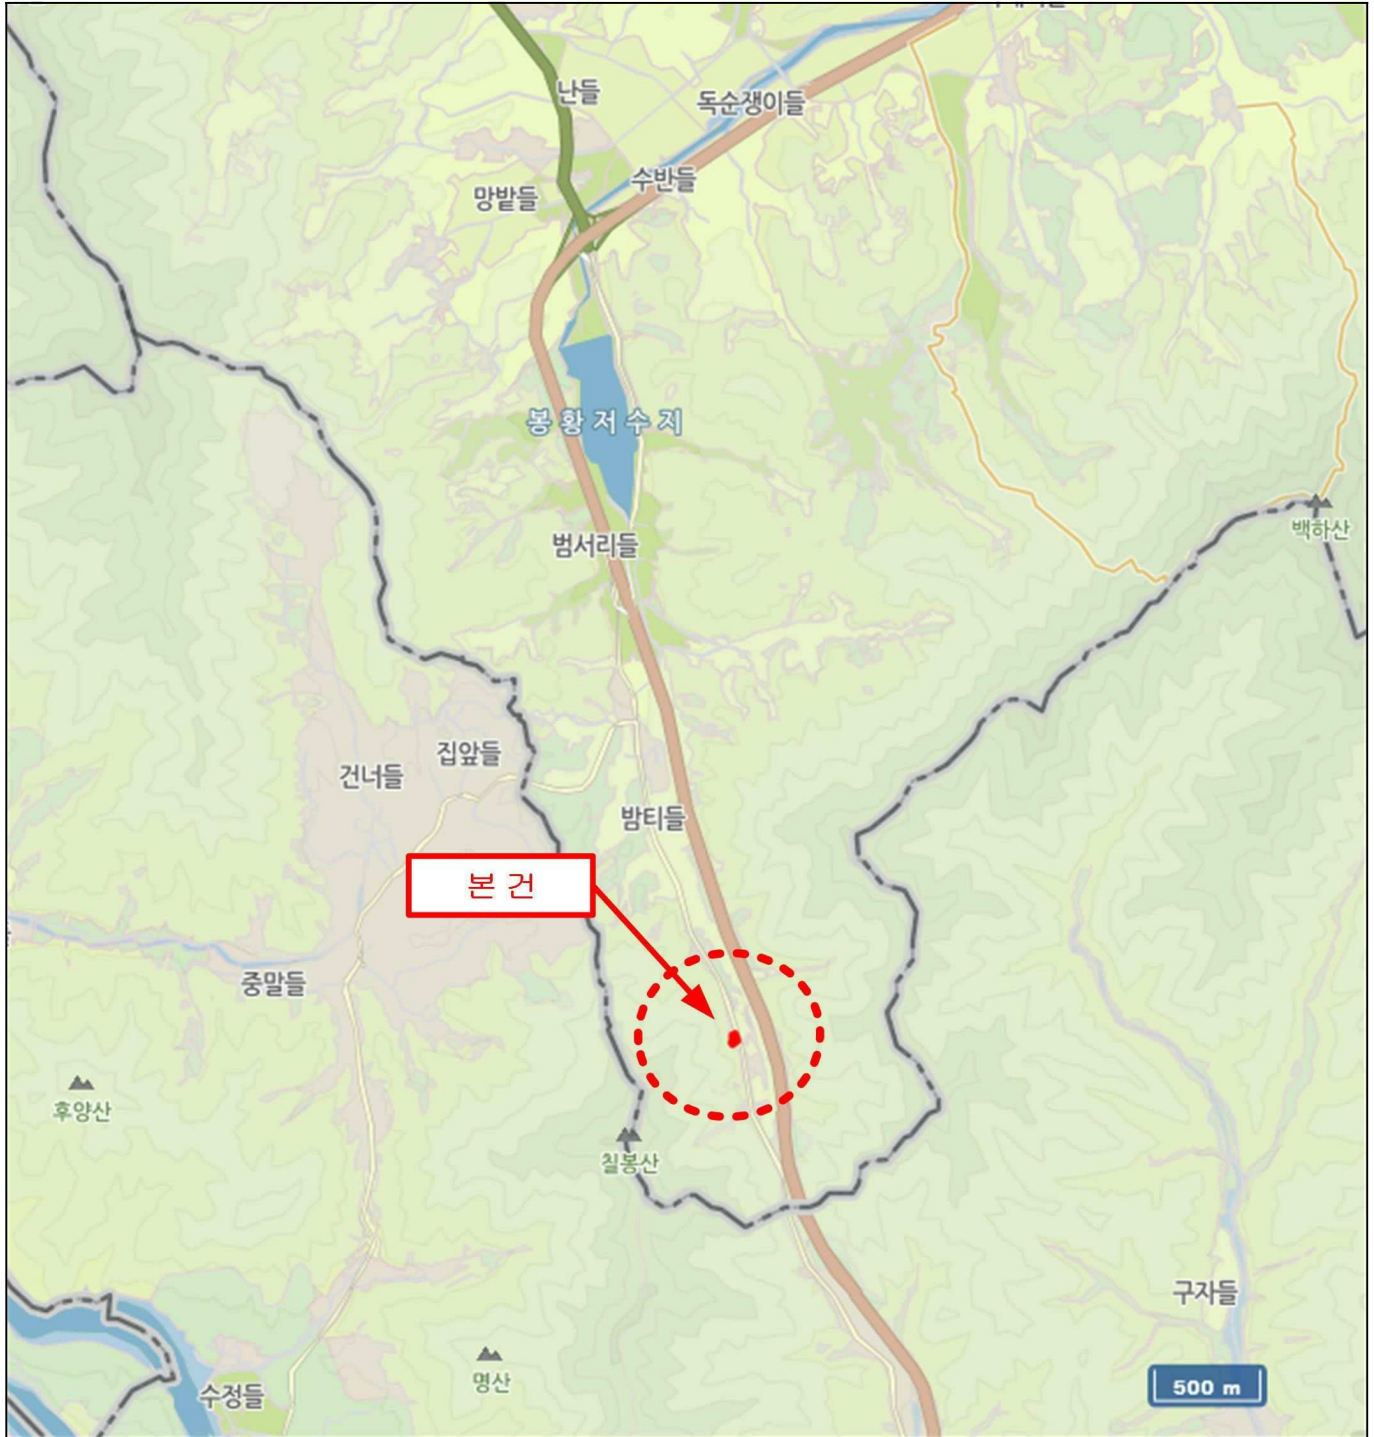 난들
독순쟁이들
수반들
망밭들
봉황저수지
범서리들
백하산
집앞들
건너들
밤티들
본 건
중말들
후양산
칠봉산
구자들
명산
수정들
500 m